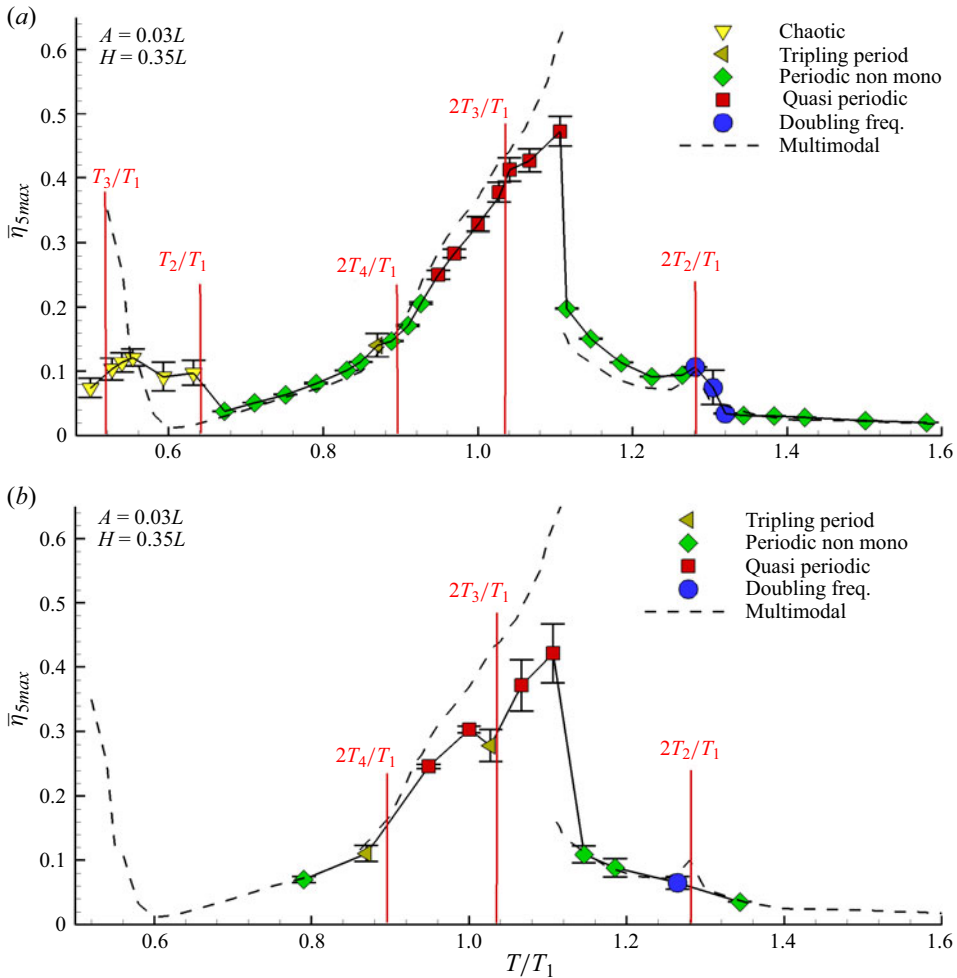 (a)
A = 0.03L
H = 0.35L
Chaotic
Tripling period
Periodic non mono
Quasi periodic
Doubling freq.
Multimodal
T3/T1
T2/T1
2T4/T1
2T3/T1
2T2/T1
η̅5max
0.6
0.5
0.4
0.3
0.2
0.1
0
0.6 0.8 1.0 1.2 1.4 1.6
(b)
A = 0.03L
H = 0.35L
Tripling period
Periodic non mono
Quasi periodic
Doubling freq.
Multimodal
2T4/T1
2T3/T1
2T2/T1
η̅5max
0.6
0.5
0.4
0.3
0.2
0.1
0
0.6 0.8 1.0 1.2 1.4 1.6
T/T1